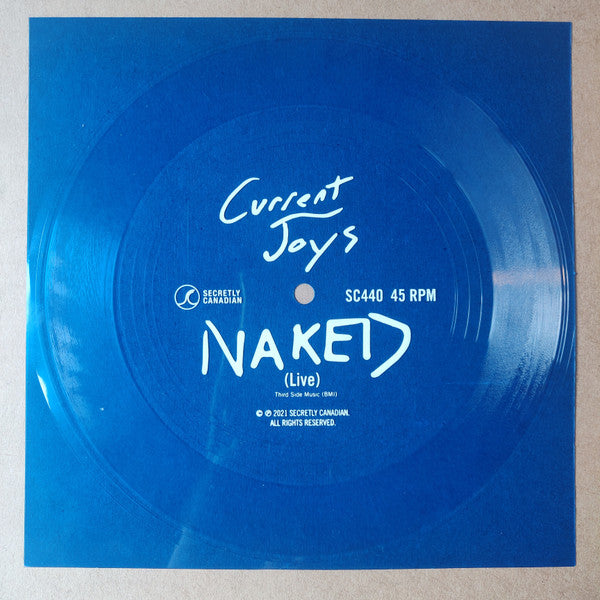 Current
Joys
SECRETLY
CANADIAN
SC440 45 RPM
NAKED
(Live)
Third Side Music (BMI)
© ℗ 2021 SECRETLY CANADIAN.
ALL RIGHTS RESERVED.